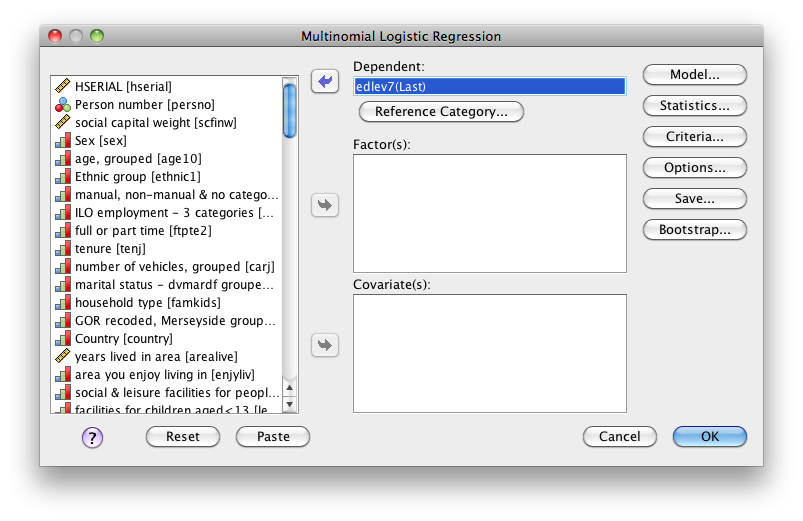 Multinomial Logistic Regression
HSERIAL [hserial]
Person number [persno]
social capital weight [scfinw]
Sex [sex]
age, grouped [age10]
Ethnic group [ethnic1]
manual, non-manual & no catego...
ILO employment - 3 categories [...
full or part time [ftpte2]
tenure [tenj]
number of vehicles, grouped [carj]
marital status - dvmardf groupe...
household type [famkids]
GOR recoded, Merseyside group...
Country [country]
years lived in area [arealive]
area you enjoy living in [enjyliv]
social & leisure facilities for peopl...
facilities for children aged<13 [le
Dependent:
edlev7(Last)
Reference Category...
Factor(s):
Covariate(s):
Model...
Statistics...
Criteria...
Options...
Save...
Bootstrap...
?
Reset
Paste
Cancel
OK